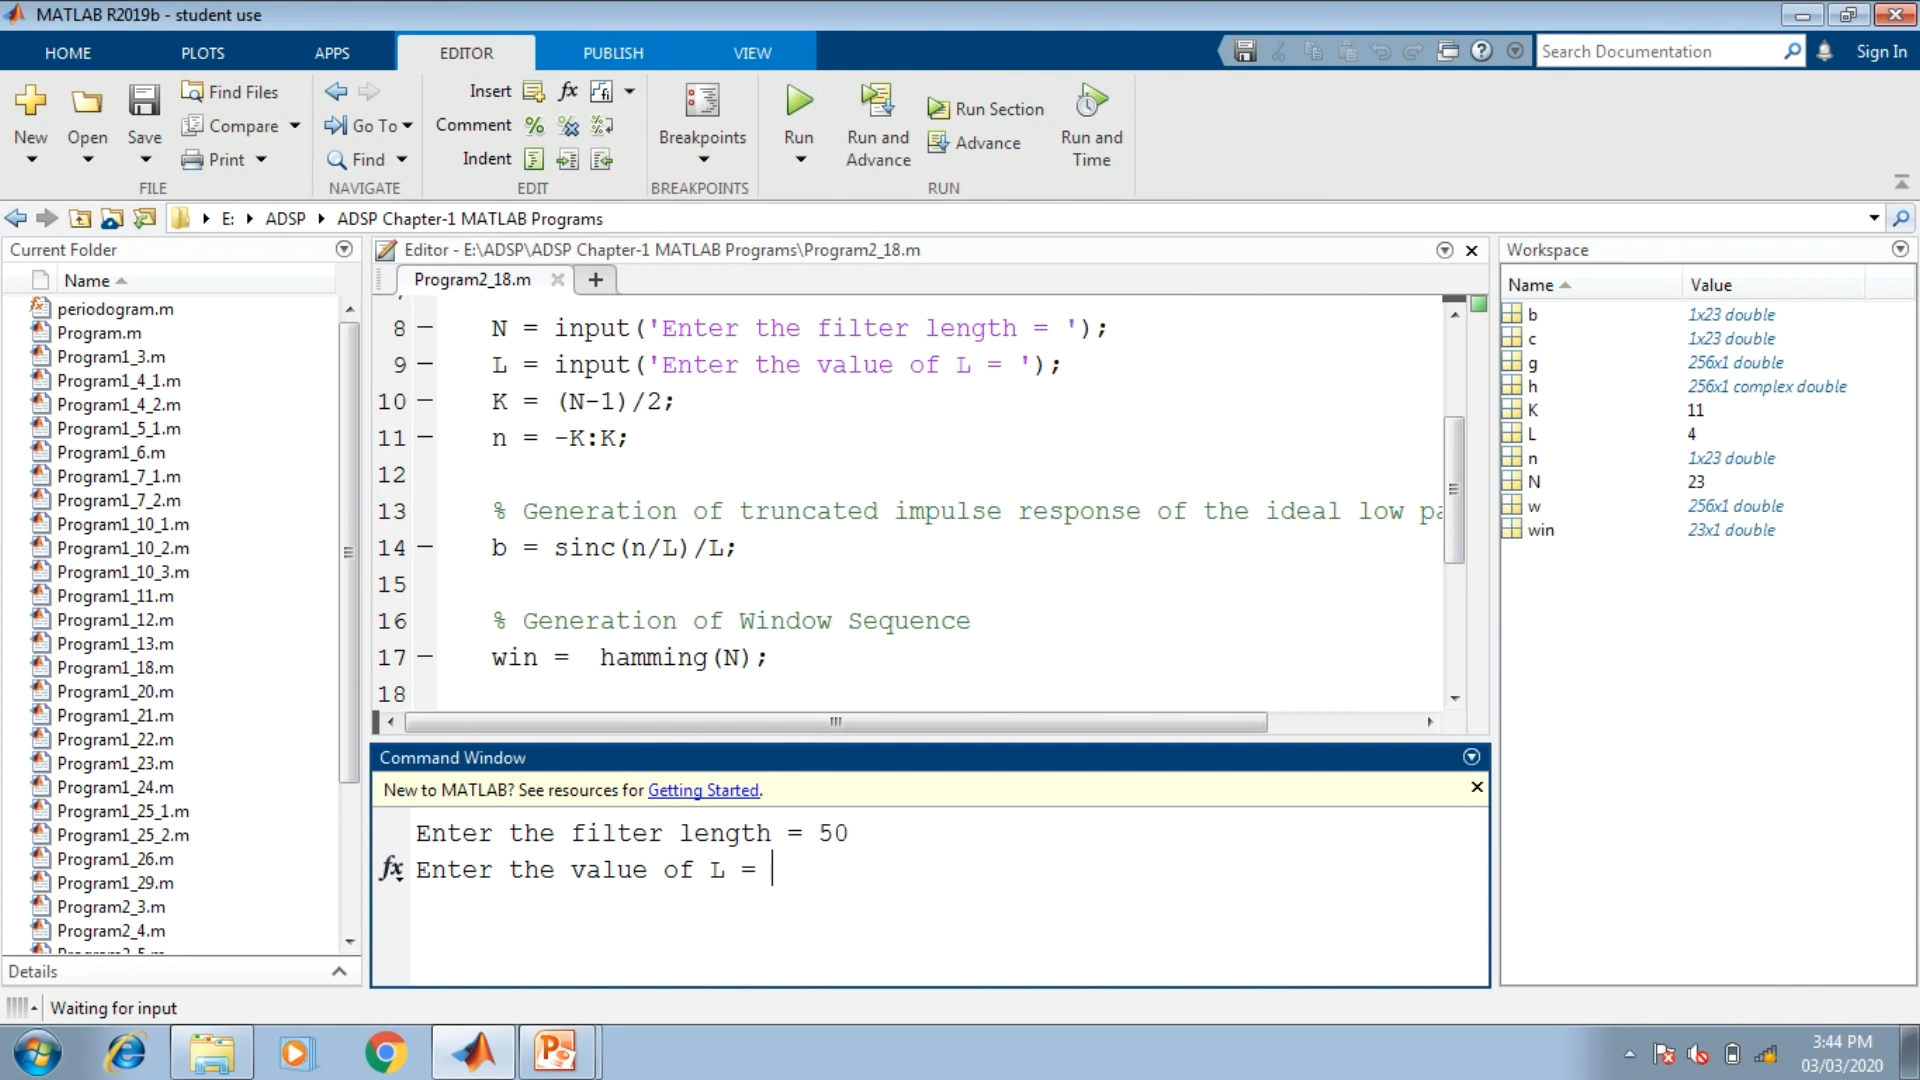 MATLAB R2019b - student use
HOME
PLOTS
APPS
EDITOR
PUBLISH
VIEW
Search Documentation
Sign In
New
Open
Save
Find Files
Compare
Print
FILE
Go To
Find
NAVIGATE
Insert
Comment
Indent
EDIT
Breakpoints
BREAKPOINTS
Run
Run and Advance
Run Section
Advance
Run and Time
RUN
E:
ADSP
ADSP Chapter-1 MATLAB Programs
Current Folder
Name
periodogram.m
Program.m
Program1_3.m
Program1_4_1.m
Program1_4_2.m
Program1_5_1.m
Program1_6.m
Program1_7_1.m
Program1_7_2.m
Program1_10_1.m
Program1_10_2.m
Program1_10_3.m
Program1_11.m
Program1_12.m
Program1_13.m
Program1_18.m
Program1_20.m
Program1_21.m
Program1_22.m
Program1_23.m
Program1_24.m
Program1_25_1.m
Program1_25_2.m
Program1_26.m
Program1_29.m
Program2_3.m
Program2_4.m
Details
Editor - E:\ADSP\ADSP Chapter-1 MATLAB Programs\Program2_18.m
Program2_18.m
8 N = input('Enter the filter length = ');
9 L = input('Enter the value of L = ');
10 K = (N-1)/2;
11 n = -K:K;
12
13 % Generation of truncated impulse response of the ideal low pa
14 b = sinc(n/L)/L;
15
16 % Generation of Window Sequence
17 win = hamming(N);
18
Command Window
New to MATLAB? See resources for Getting Started.
Enter the filter length = 50
fx Enter the value of L =
Workspace
Name Value
b 1x23 double
c 1x23 double
g 256x1 double
h 256x1 complex double
K 11
L 4
n 1x23 double
N 23
w 256x1 double
win 23x1 double
Waiting for input
3:44 PM
03/03/2020